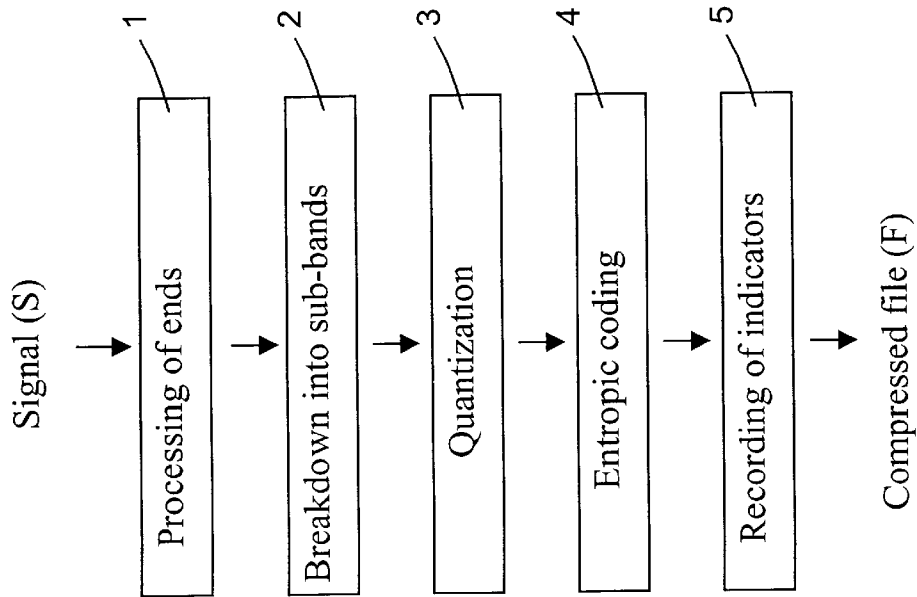 Signal (S)
Processing of ends
1
Breakdown into sub-bands
2
Quantization
3
Entropic coding
4
Recording of indicators
5
Compressed file (F)